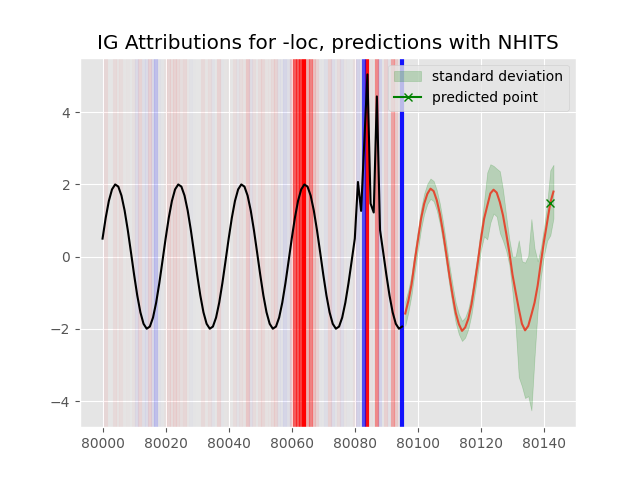 IG Attributions for -loc, predictions with NHITS
standard deviation
predicted point
4
2
0
−2
−4
80000 80020 80040 80060 80080 80100 80120 80140